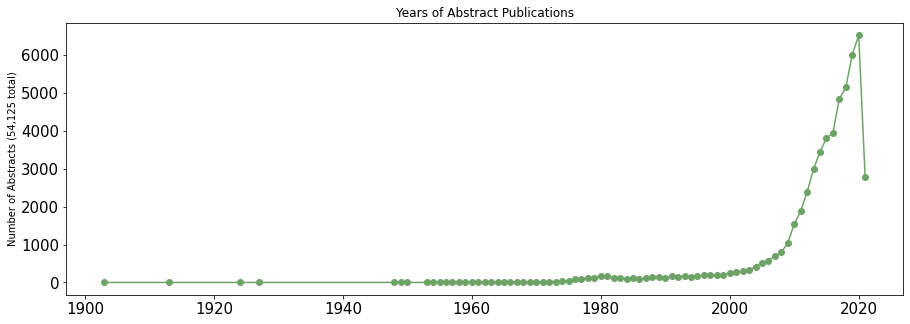 Years of Abstract Publications
Number of Abstracts (54,125 total)
6000
5000
4000
3000
2000
1000
0
1900 1920 1940 1960 1980 2000 2020